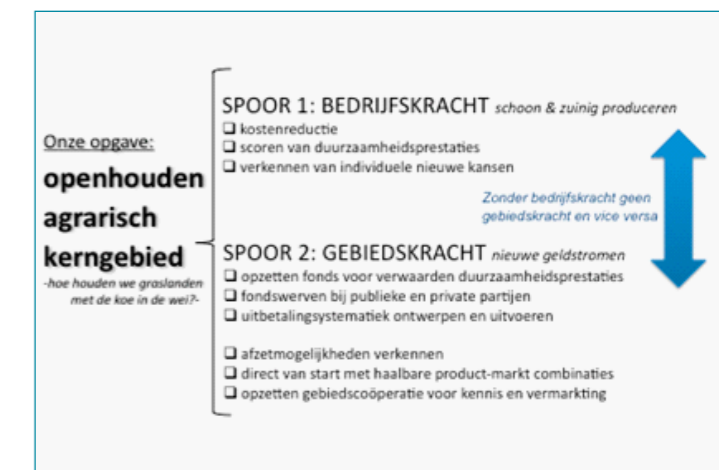 Onze opgave:
openhouden
agrarisch
kerngebied
-hoe houden we graslanden
met de koe in de wei?-
SPOOR 1: BEDRIJFSKRACHT schoon & zuinig produceren
kostenreductie
scoren van duurzaamheidsprestaties
verkennen van individuele nieuwe kansen
Zonder bedrijfskracht geen
gebiedskracht en vice versa
SPOOR 2: GEBIEDSKRACHT nieuwe geldstromen
opzetten fonds voor verwaarden duurzaamheidsprestaties
fondswerven bij publieke en private partijen
uitbetalingsystematiek ontwerpen en uitvoeren
afzetmogelijkheden verkennen
direct van start met haalbare product-markt combinaties
opzetten gebiedscoöperatie voor kennis en vermarkting